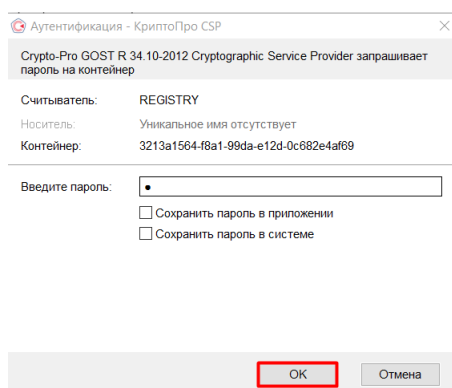 Аутентификация - КриптоПро CSP
Crypto-Pro GOST R 34.10-2012 Cryptographic Service Provider запрашивает
пароль на контейнер
Считыватель: REGISTRY
Носитель: Уникальное имя отсутствует
Контейнер: 3213a1564-f8a1-99da-e12d-0c682e4af69
Введите пароль: ●
Сохранить пароль в приложении
Сохранить пароль в системе
OK Отмена